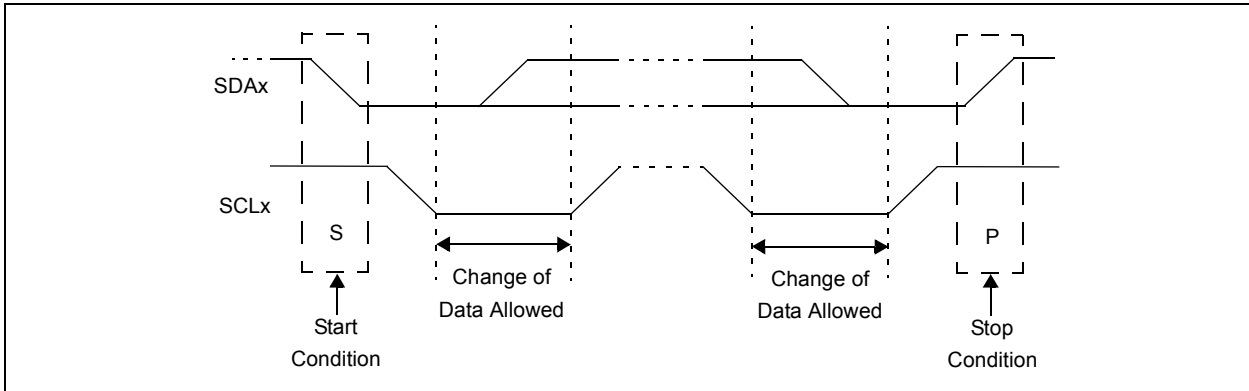 SDAx
SCLx
S
P
Change of
Data Allowed
Change of
Data Allowed
Start
Condition
Stop
Condition